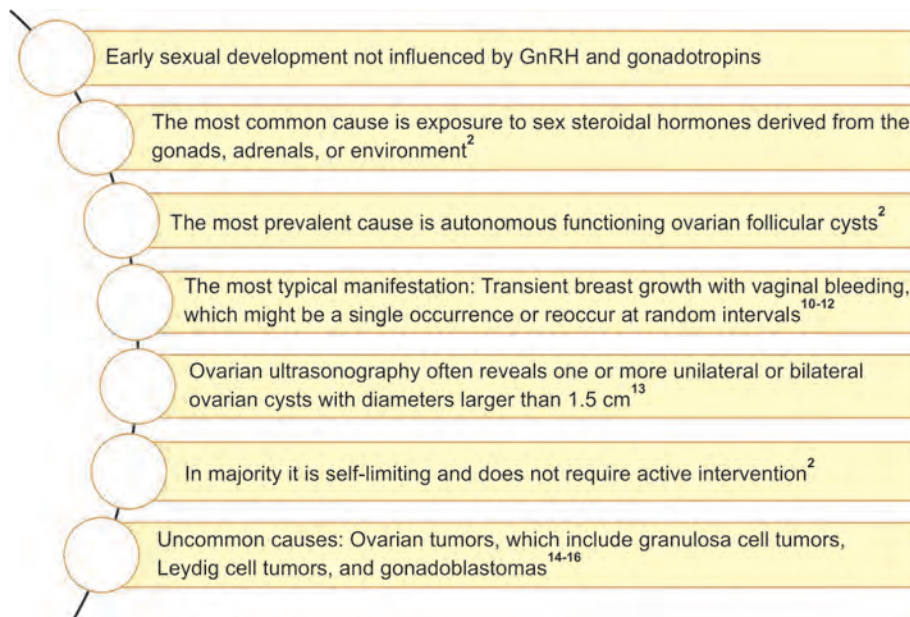 Early sexual development not influenced by GnRH and gonadotropins
The most common cause is exposure to sex steroidal hormones derived from the
gonads, adrenals, or environment2
The most prevalent cause is autonomous functioning ovarian follicular cysts2
The most typical manifestation: Transient breast growth with vaginal bleeding,
which might be a single occurrence or reoccur at random intervals10-12
Ovarian ultrasonography often reveals one or more unilateral or bilateral
ovarian cysts with diameters larger than 1.5 cm13
In majority it is self-limiting and does not require active intervention2
Uncommon causes: Ovarian tumors, which include granulosa cell tumors,
Leydig cell tumors, and gonadoblastomas14-16